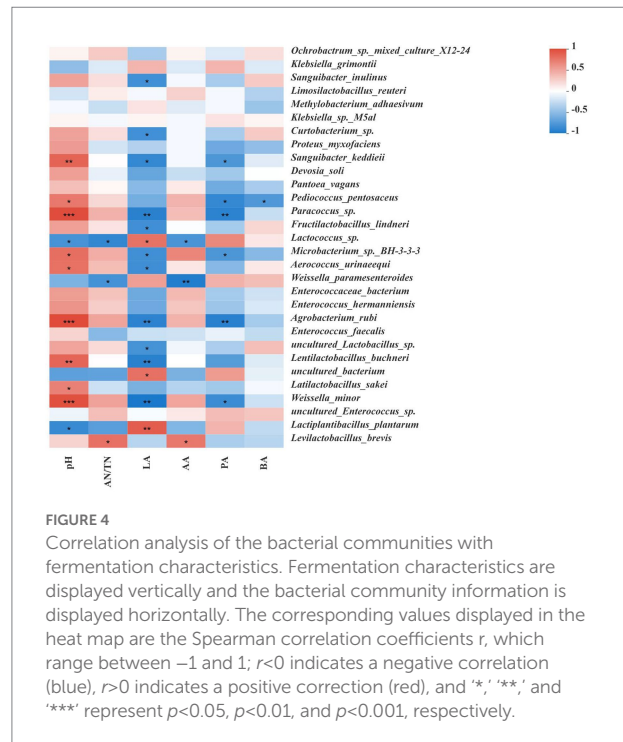 Ochrobactrum_sp._mixed_culture_X12-24
Klebsiella_grimontii
Sanguibacter_inulinus
*
Limosilactobacillus_reuteri
Methylobacterium_adhaesivum
Klebsiella_sp._M5al
Curtobacterium_sp.
*
Proteus_myxofaciens
Sanguibacter_keddieii
** * *
Devosia_soli
Pantoea_vagans
Pediococcus_pentosaceus
* * *
Paracoccus_sp.
*** ** **
Fructilactobacillus_lindneri
*
Lactococcus_sp.
* * * *
Microbacterium_sp._BH-3-3-3
* * *
Aerococcus_urinaeequi
* *
Weissella_paramesenteroides
* **
Enterococcaceae_bacterium
Enterococcus_hermanniensis
Agrobacterium_rubi
*** ** **
Enterococcus_faecalis
uncultured_Lactobacillus_sp.
*
Lentilactobacillus_buchneri
** **
uncultured_bacterium
*
Latilactobacillus_sakei
*
Weissella_minor
*** ** *
uncultured_Enterococcus_sp.
Lactiplantibacillus_plantarum
* **
Levilactobacillus_brevis
* *
pH
AN/TN
LA
AA
PA
BA
1
0.5
0
-0.5
-1
FIGURE 4
Correlation analysis of the bacterial communities with
fermentation characteristics. Fermentation characteristics are
displayed vertically and the bacterial community information is
displayed horizontally. The corresponding values displayed in the
heat map are the Spearman correlation coefficients r, which
range between −1 and 1; r<0 indicates a negative correlation
(blue), r>0 indicates a positive correction (red), and ‘*,’ ‘**,’ and
‘***’ represent p<0.05, p<0.01, and p<0.001, respectively.